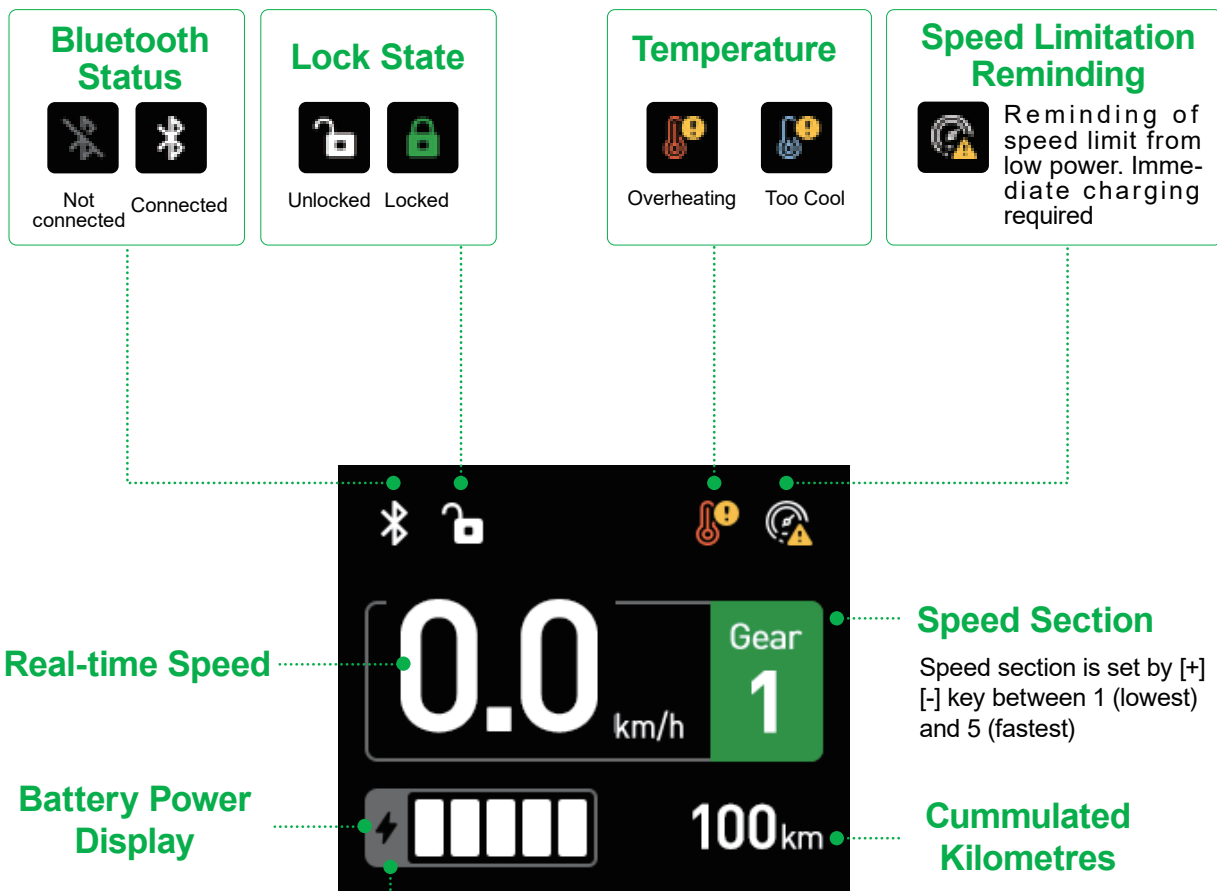 Bluetooth
Status
Not
connected
Connected
Lock State
Unlocked
Locked
Temperature
Overheating
Too Cool
Speed Limitation
Reminding
Reminding of
speed limit from
low power. Imme-
diate charging
required
Real-time Speed
0.0
km/h
Gear
1
Speed Section
Speed section is set by [+]
[-] key between 1 (lowest)
and 5 (fastest)
Battery Power
Display
100km
Cummulated
Kilometres